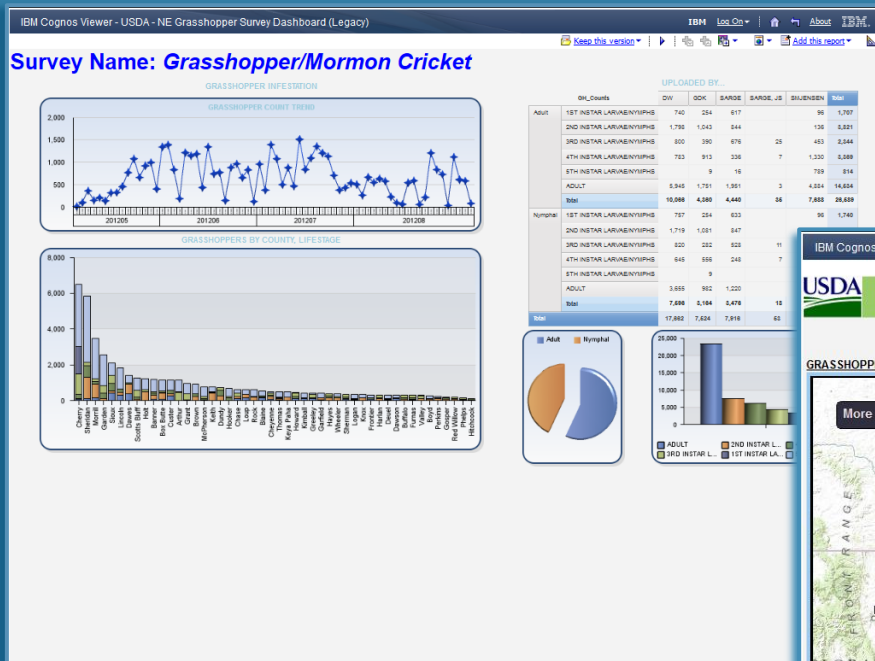 IBM Cognos Viewer - USDA - NE Grasshopper Survey Dashboard (Legacy)
IBM Log On About IBM.
Keep this version Add this report
Survey Name: Grasshopper/Mormon Cricket
GRASSHOPPER INFESTATION
GRASSHOPPER COUNT TREND
2,000
1,500
1,000
500
0
201205 201206 201207 201208
GRASSHOPPERS BY COUNTY, LIFESTAGE
8,000
6,000
4,000
2,000
0
Cherry
Sheridan
Morrill
Garden
Sioux
Lincoln
Dawes
Scotts Bluff
Holt
Banner
Box Butte
Custer
Arthur
Grant
Brown
McPherson
Keith
Dundy
Hooker
Chase
Loup
Rock
Blaine
Cheyenne
Thomas
Keya Paha
Howard
Kimball
Greeley
Garfield
Hayes
Wheeler
Sherman
Logan
Knox
Frontier
Harlan
Deuel
Dawson
Buffalo
Furnas
Valley
Boyd
Perkins
Gosper
Red Willow
Phelps
Hitchcock
UPLOADED BY...
GH_Counts DW GDK SARGE SARGE, JS SMJENSEN Total
Adult 1ST INSTAR LARVAE/NYMPHS 740 254 617 96 1,707
2ND INSTAR LARVAE/NYMPHS 1,798 1,043 844 136 3,821
3RD INSTAR LARVAE/NYMPHS 800 390 676 25 453 2,344
4TH INSTAR LARVAE/NYMPHS 783 913 336 7 1,330 3,369
5TH INSTAR LARVAE/NYMPHS 9 16 789 814
ADULT 5,945 1,751 1,951 3 4,884 14,534
Total 10,066 4,360 4,440 35 7,688 26,589
Nymphal 1ST INSTAR LARVAE/NYMPHS 757 254 633 96 1,740
2ND INSTAR LARVAE/NYMPHS 1,719 1,081 847
3RD INSTAR LARVAE/NYMPHS 820 282 528 11
4TH INSTAR LARVAE/NYMPHS 645 556 248 7
5TH INSTAR LARVAE/NYMPHS 9
ADULT 3,655 982 1,220
Total 7,596 3,164 3,476 18
Total 17,662 7,524 7,916 53
Adult Nymphal
25,000
20,000
15,000
10,000
5,000
0
ADULT 2ND INSTAR L...
3RD INSTAR L... 1ST INSTAR LA...
IBM Cognos
USDA
GRASSHOPP
More
FRONT RANGE